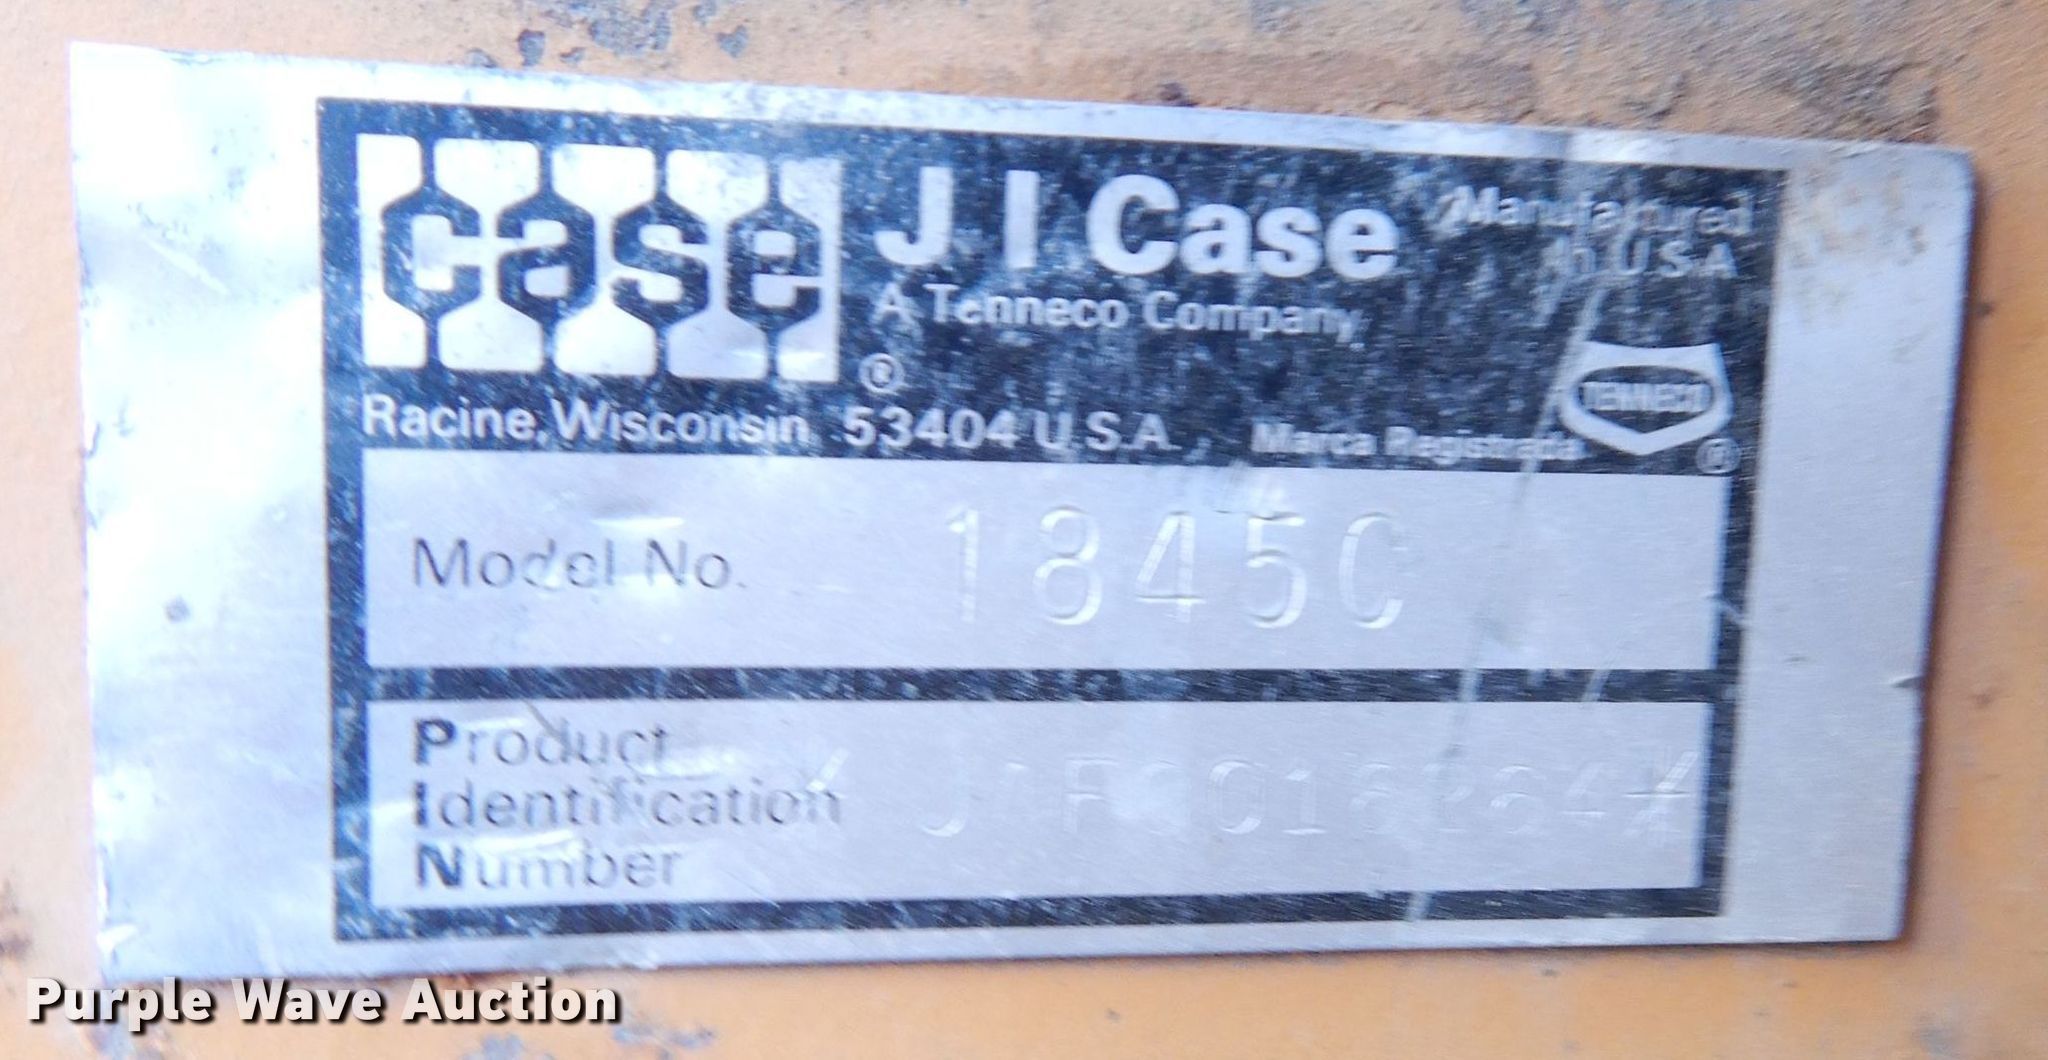 case
J I Case
Manufactured
in U.S.A.
A Tenneco Company
®
TENNECO
Racine, Wisconsin 53404 U.S.A.
Marca Registrada
®
Model No. 1845C
Product
Identification
Number
Purple Wave Auction